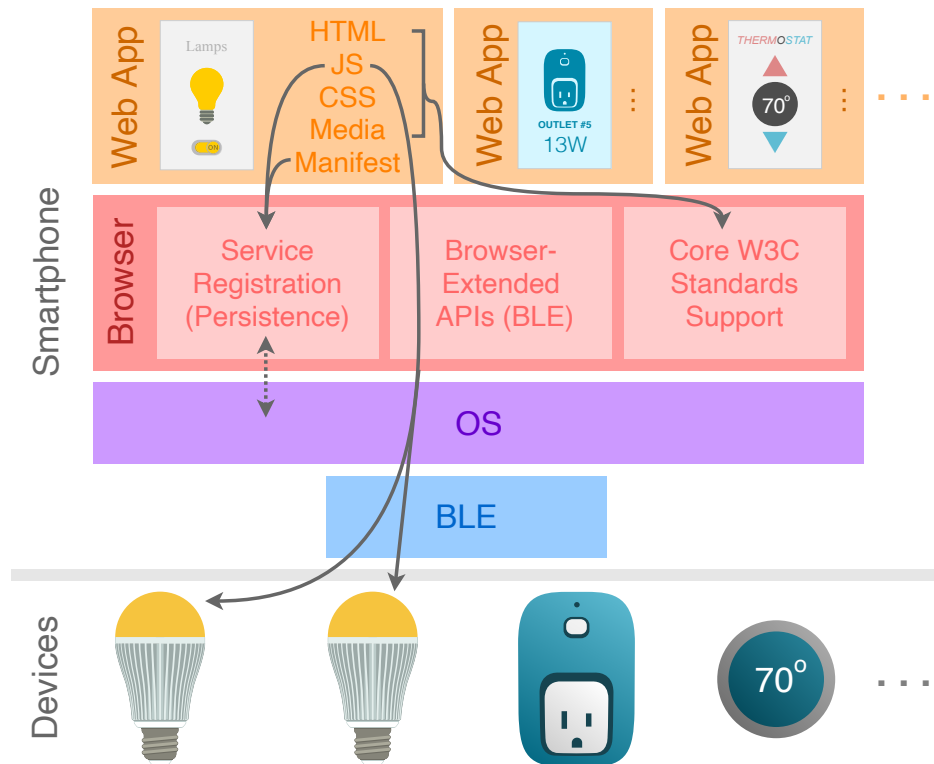 Smartphone
Web App
Lamps
ON
HTML
JS
CSS
Media
Manifest
Web App
OUTLET #5
13W
⋮
Web App
THERMOSTAT
70°
⋮
. . .
Browser
Service
Registration
(Persistence)
Browser-
Extended
APIs (BLE)
Core W3C
Standards
Support
OS
BLE
Devices
70°
. . .